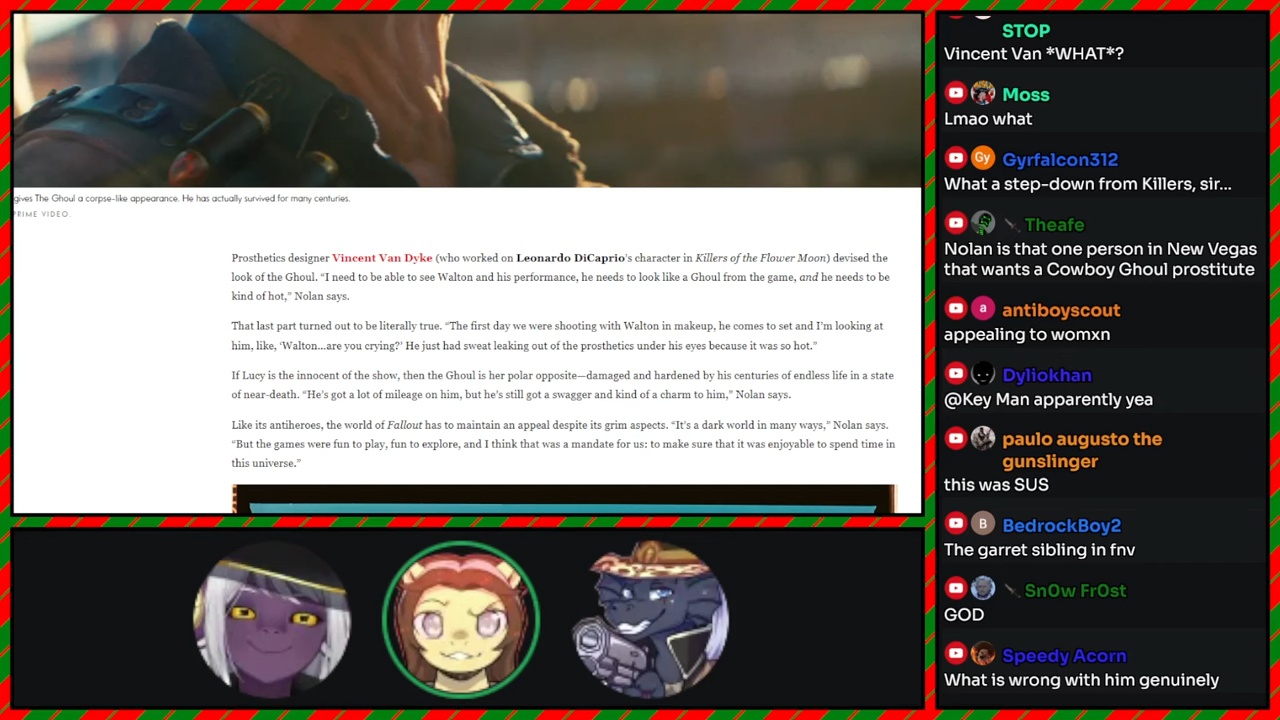 gives The Ghoul a corpse-like appearance. He has actually survived for many centuries.
PRIME VIDEO.
Prosthetics designer Vincent Van Dyke (who worked on Leonardo DiCaprio's character in Killers of the Flower Moon) devised the
look of the Ghoul. “I need to be able to see Walton and his performance, he needs to look like a Ghoul from the game, and he needs to be
kind of hot,” Nolan says.
That last part turned out to be literally true. “The first day we were shooting with Walton in makeup, he comes to set and I'm looking at
him, like, ‘Walton...are you crying?’ He just had sweat leaking out of the prosthetics under his eyes because it was so hot.”
If Lucy is the innocent of the show, then the Ghoul is her polar opposite—damaged and hardened by his centuries of endless life in a state
of near-death. “He's got a lot of mileage on him, but he's still got a swagger and kind of a charm to him,” Nolan says.
Like its antiheroes, the world of Fallout has to maintain an appeal despite its grim aspects. “It's a dark world in many ways,” Nolan says.
“But the games were fun to play, fun to explore, and I think that was a mandate for us: to make sure that it was enjoyable to spend time in
this universe.”
STOP
Vincent Van *WHAT*?
Moss
Lmao what
Gy
Gyrfalcon312
What a step-down from Killers, sir...
Theafe
Nolan is that one person in New Vegas
that wants a Cowboy Ghoul prostitute
a
antiboyscout
appealing to womxn
Dyliokhan
@Key Man apparently yea
paulo augusto the
gunslinger
this was SUS
B
BedrockBoy2
The garret sibling in fnv
Sn0w Fr0st
GOD
Speedy Acorn
What is wrong with him genuinely